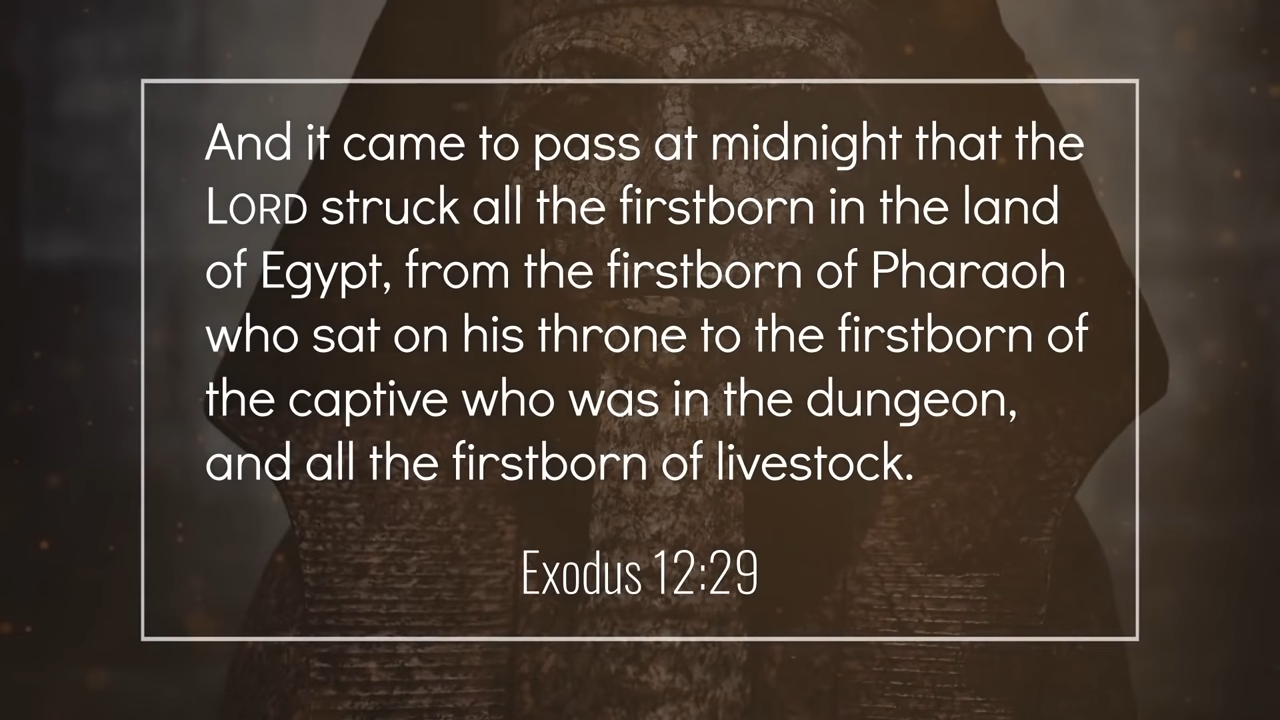 And it came to pass at midnight that the
LORD struck all the firstborn in the land
of Egypt, from the firstborn of Pharaoh
who sat on his throne to the firstborn of
the captive who was in the dungeon,
and all the firstborn of livestock.
Exodus 12:29